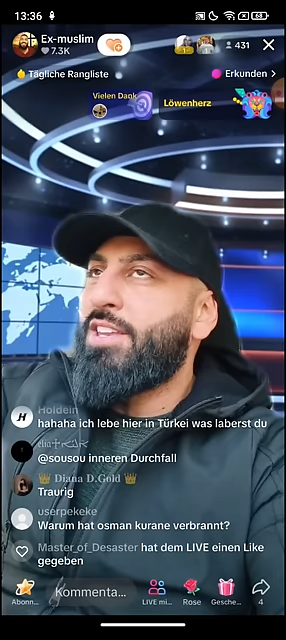 13:36
68
Ex-muslim
7.3K
431
Tägliche Rangliste
Erkunden >
Vielen Dank
Löwenherz
Holdein
hahaha ich lebe hier in Türkei was laberst du
@sousou inneren Durchfall
Diana D.Gold
Traurig
userpekeke
Warum hat osman kurane verbrannt?
Master_of_Desaster hat dem LIVE einen Like
gegeben
Abonn...
Kommenta...
LIVE mi...
Rose
Gesche...
4